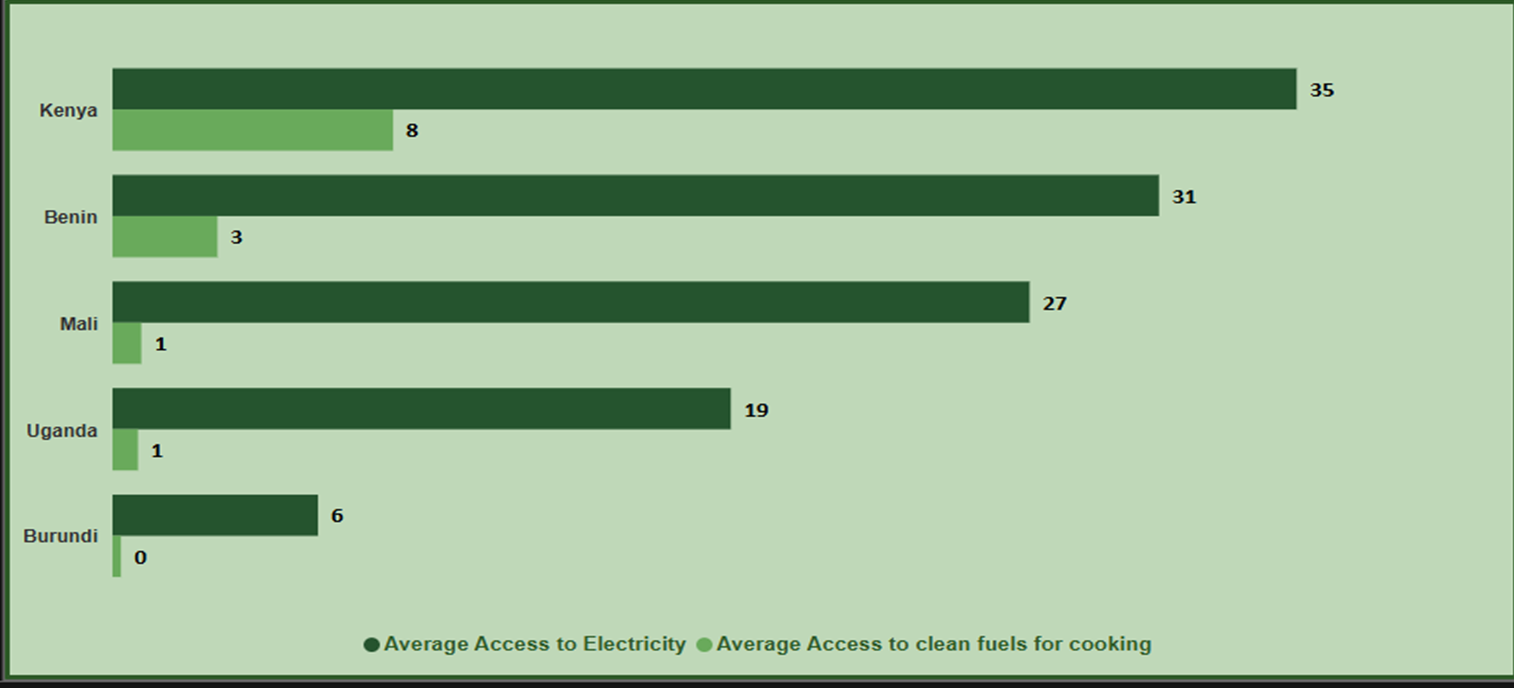 35
Kenya
8
31
Benin
3
27
Mali
1
19
Uganda
1
6
Burundi
0
Average Access to Electricity Average Access to clean fuels for cooking